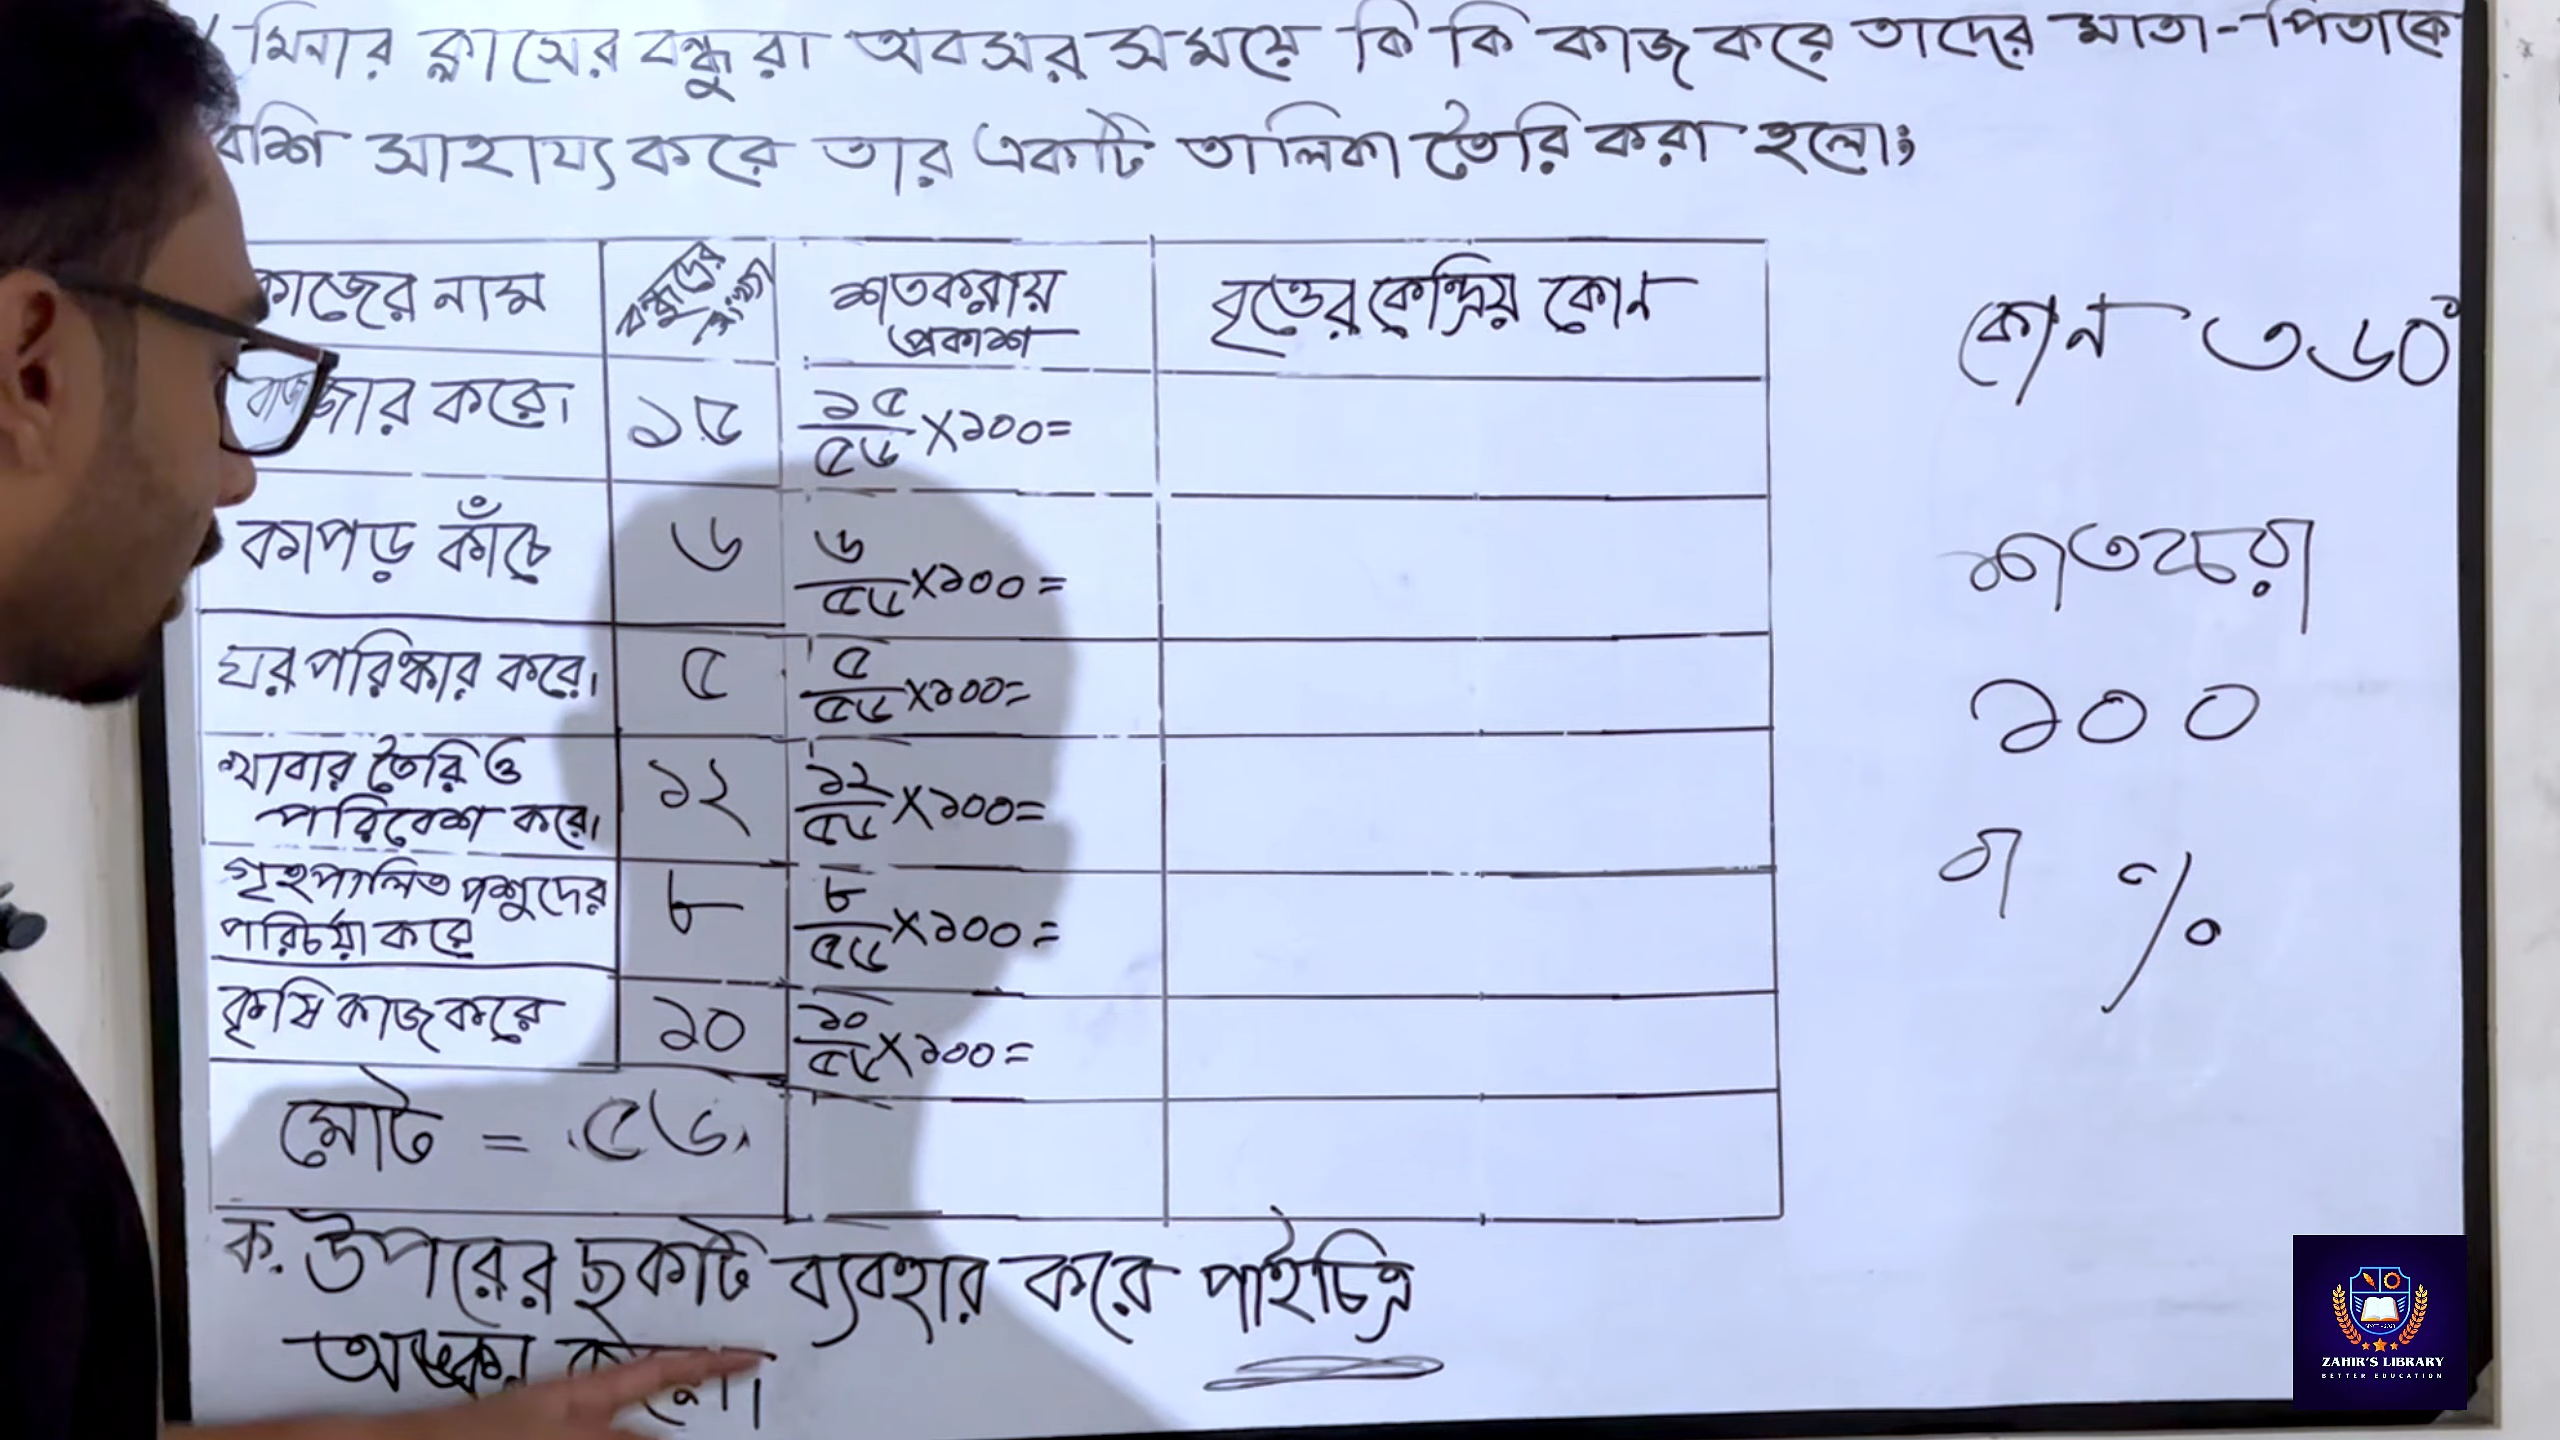 মিনার ক্লাসের বন্ধুরা অবসর সময়ে কি কি কাজ করে তাদের মাতা-পিতাকে
বেশি সাহায্য করে তার একটি তালিকা তৈরি করা হলো:
কাজের নাম বন্ধুদের সংখ্যা শতকরায় প্রকাশ বৃত্তের কেন্দ্রিয় কোন
বাজার করে। ১৫ ১৫/৫৬ X ১০০ =
কাপড় কাঁচে ৬ ৬/৫৬ X ১০০ =
ঘর পরিষ্কার করে। ৫ ৫/৫৬ X ১০০ =
খাবার তৈরি ও
পরিবেশ করে। ১২ ১২/৫৬ X ১০০ =
গৃহপালিত পশুদের
পরির্চযা করে ৮ ৮/৫৬ X ১০০ =
কৃষি কাজ করে ১০ ১০/৫৬ X ১০০ =
মোট = ৫৬
ক. উপরের ছকটি ব্যবহার করে পাইচিত্র
অঙ্কন
কোন ৩৬০°
শতকরা
১০০
%
ZAHIR'S LIBRARY
BETTER EDUCATION